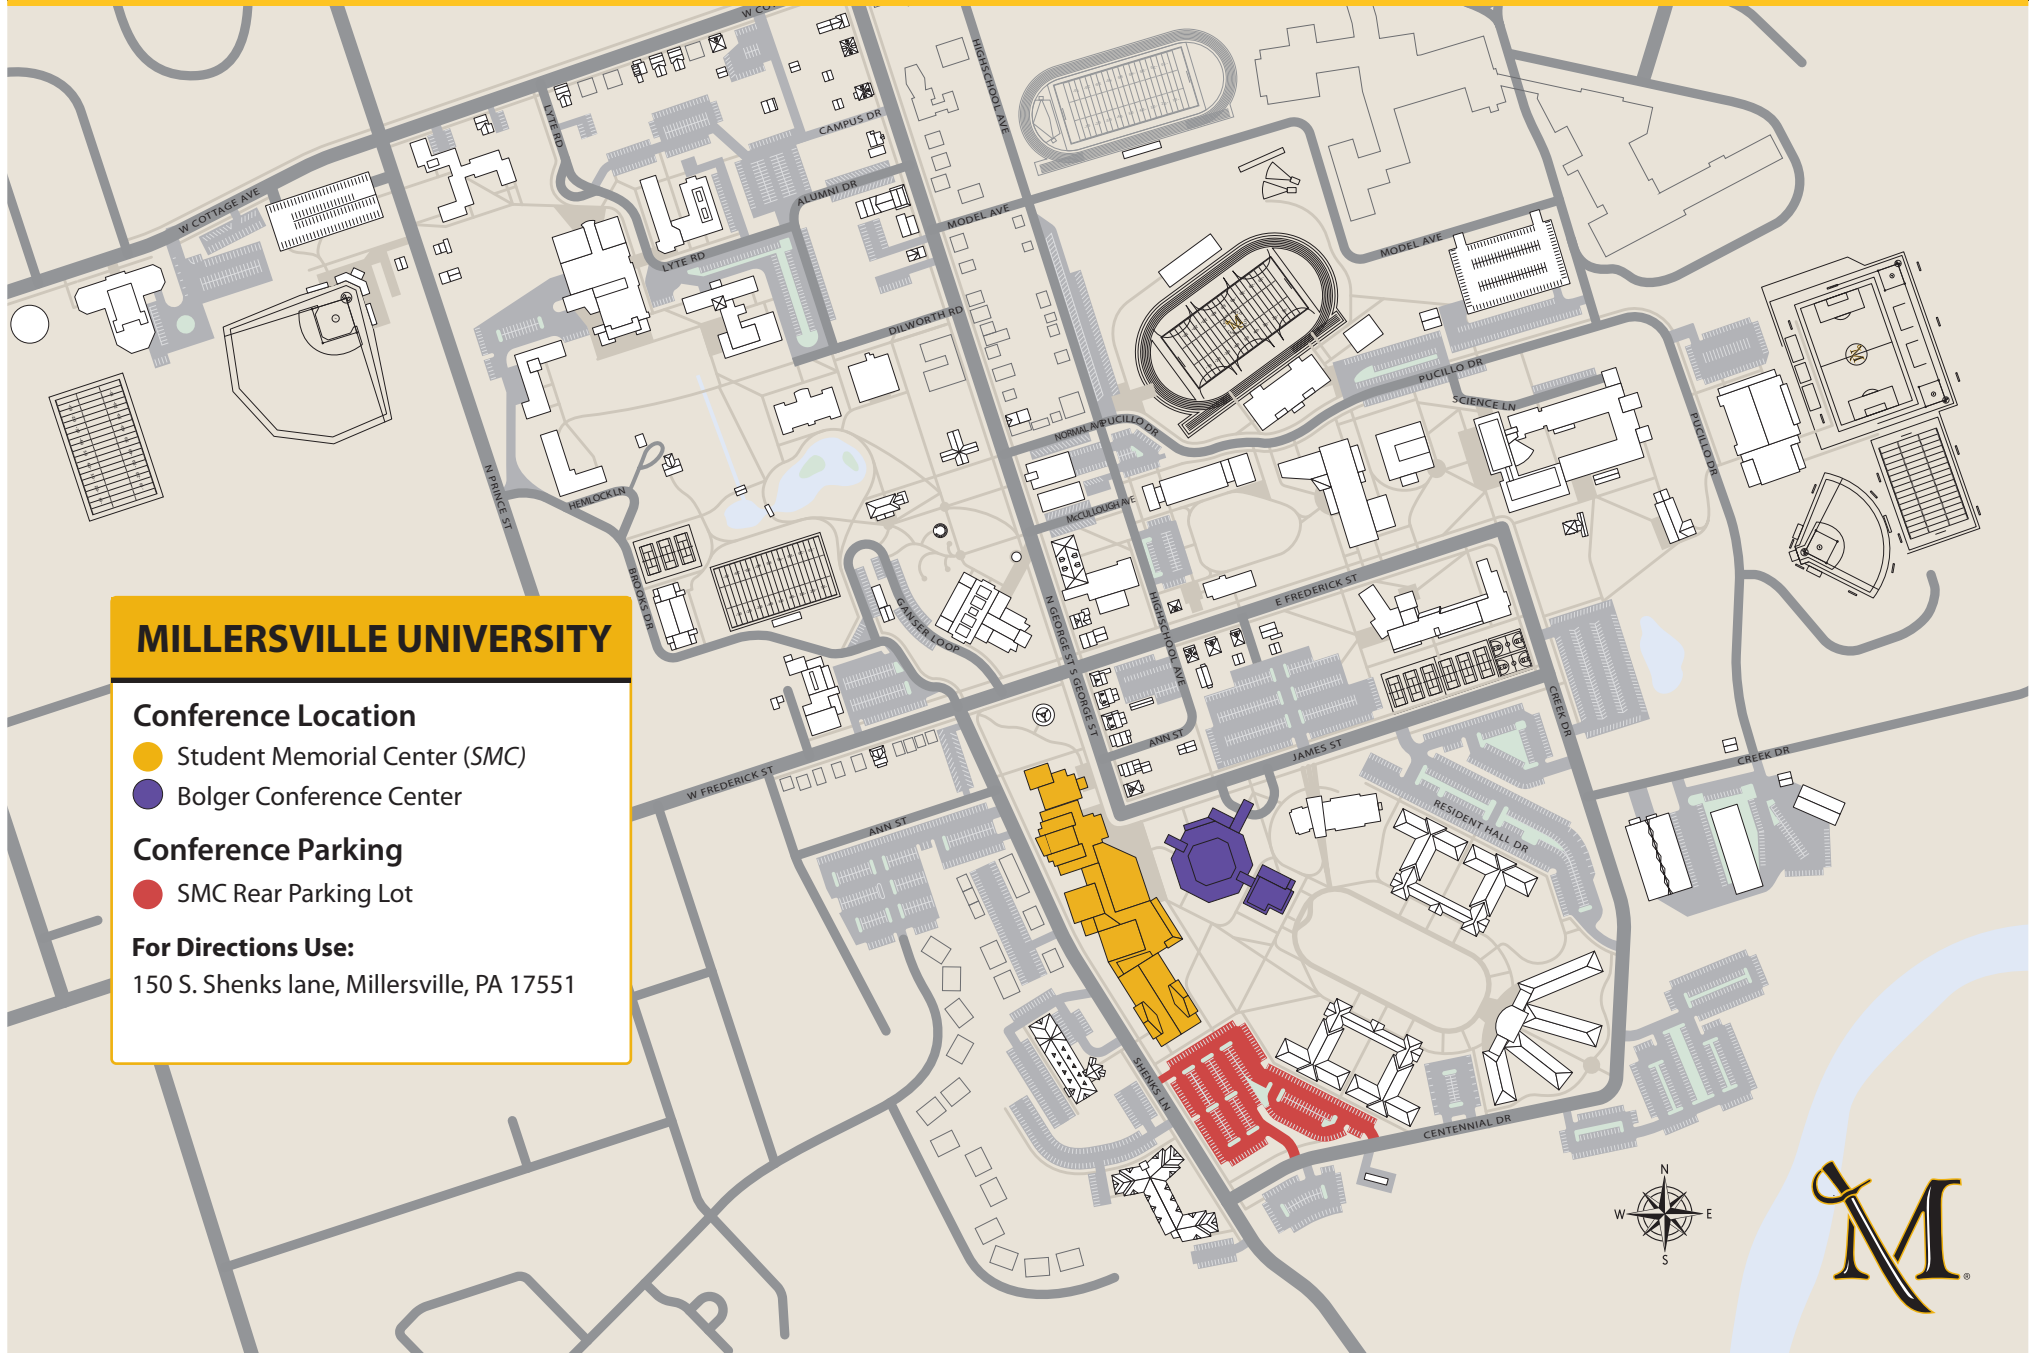 W CO
HIGHSCHOOL AVE
LYTE RD
CAMPUS DR
ALUMNI DR
W COTTAGE AVE
MODEL AVE
MODEL AVE
LYTE RD
DILWORTH RD
PUCILLO DR
SCIENCE LN
NORMAL AVE
PUCILLO DR
PUCILLO DR
N PRINCE ST
HEMLOCK LN
McCULLOUGH AVE
BROOKS DR
GANSER LOOP
N GEORGE ST
S GEORGE ST
HIGHSCHOOL AVE
E FREDERICK ST
CREEK DR
ANN ST
JAMES ST
CREEK DR
W FREDERICK ST
ANN ST
RESIDENT HALL DR
SHENKS LN
CENTENNIAL DR
MILLERSVILLE UNIVERSITY
Conference Location
Student Memorial Center (SMC)
Bolger Conference Center
Conference Parking
SMC Rear Parking Lot
For Directions Use:
150 S. Shenks lane, Millersville, PA 17551
N
W E
S
M
®